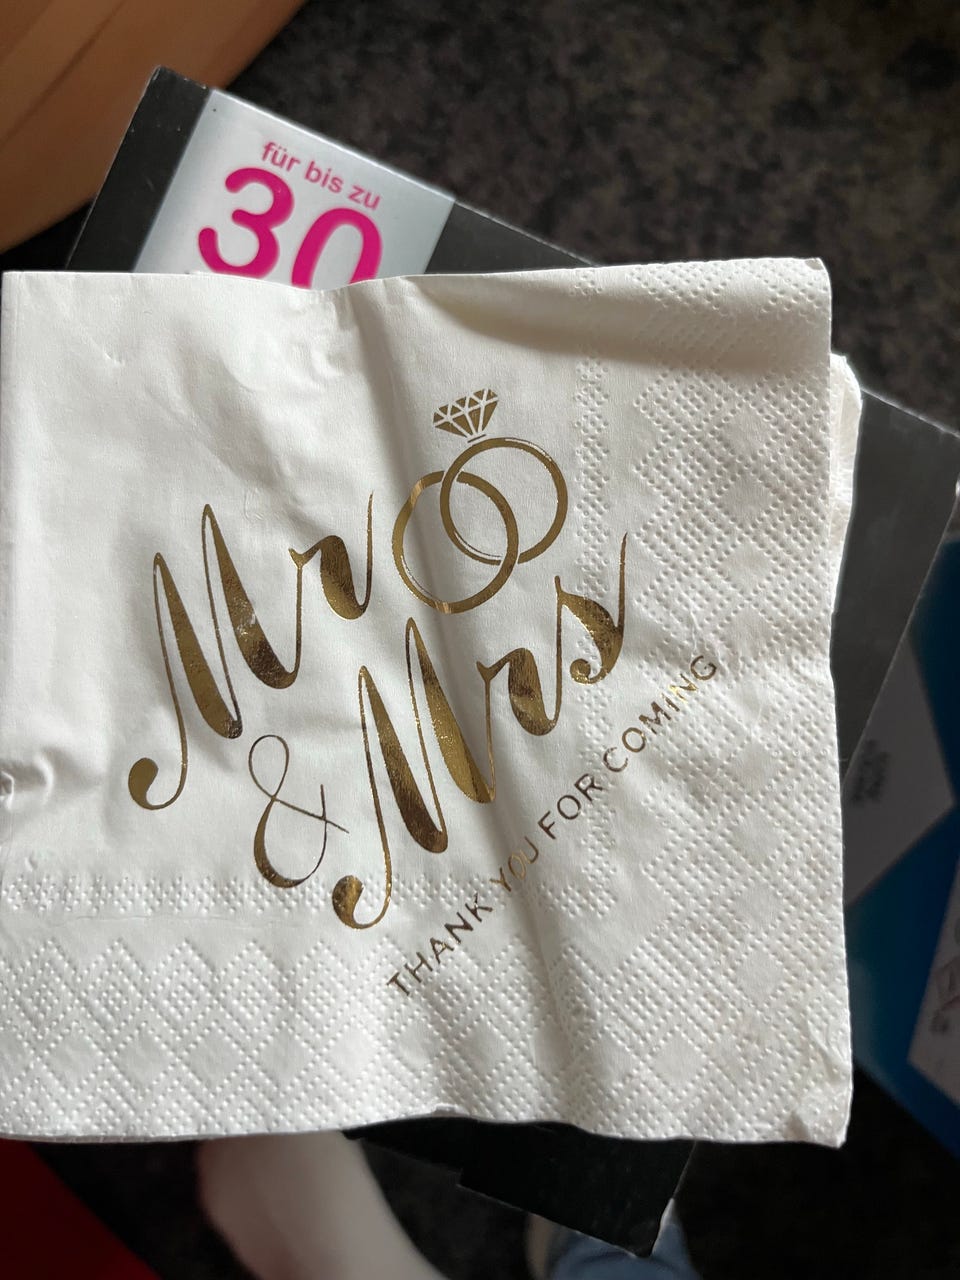 für bis zu
30
Mr
& Mrs
THANK YOU FOR COMING